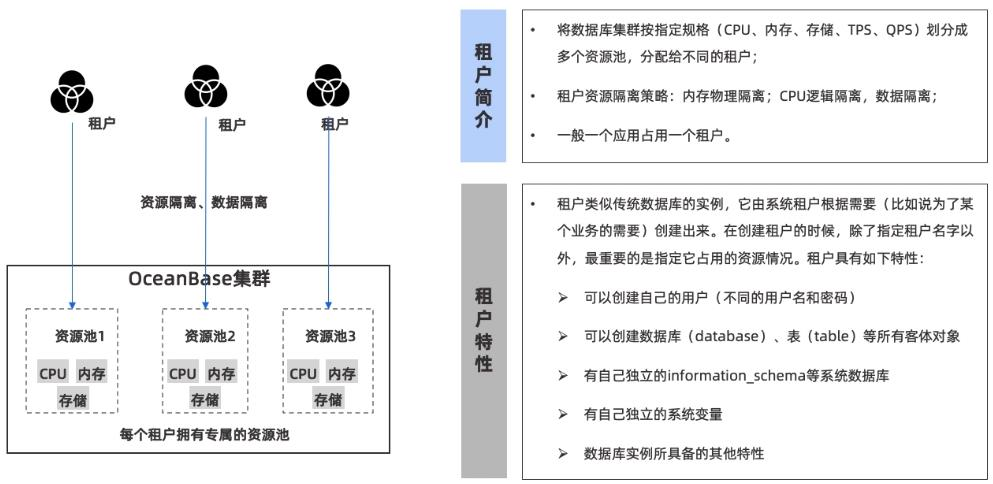 租户
租户
租户
资源隔离、数据隔离
OceanBase集群
资源池1
资源池2
资源池3
CPU 内存
存储
CPU 内存
存储
CPU 内存
存储
每个租户拥有专属的资源池
租户简介
• 将数据库集群按指定规格（CPU、内存、存储、TPS、QPS）划分成
多个资源池，分配给不同的租户；
• 租户资源隔离策略：内存物理隔离；CPU逻辑隔离，数据隔离；
• 一般一个应用占用一个租户。
租户特性
• 租户类似传统数据库的实例，它由系统租户根据需要（比如说为了某
个业务的需要）创建出来。在创建租户的时候，除了指定租户名字以
外，最重要的是指定它占用的资源情况。租户具有如下特性：
➢ 可以创建自己的用户（不同的用户名和密码）
➢ 可以创建数据库（database）、表（table）等所有客体对象
➢ 有自己独立的information_schema等系统数据库
➢ 有自己独立的系统变量
➢ 数据库实例所具备的其他特性